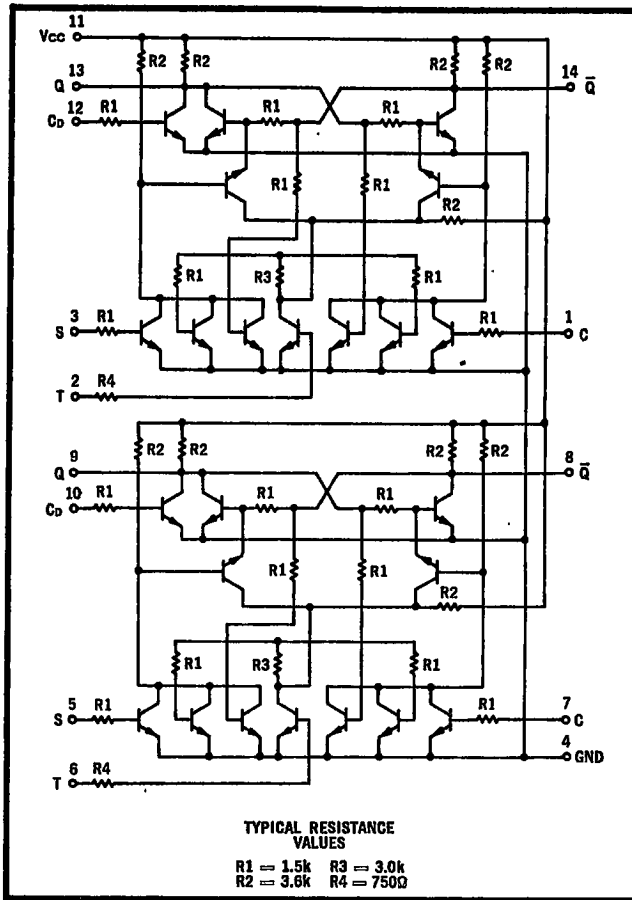 11
Vcc
R2 R2 R2 R2
13
Q
14
Q̅
12
CD R1 R1 R1
R1 R1
R2
R1 R3 R1
3
S R1
R1
1
C
2
T R4
R2 R2 R2 R2
9
Q
8
Q̅
10
CD R1 R1 R1
R1 R1
R2
R1 R3 R1
5
S R1
R1
7
C
4
GND
6
T R4
TYPICAL RESISTANCE
VALUES
R1 = 1.5k R3 = 3.0k
R2 = 3.6k R4 = 750Ω